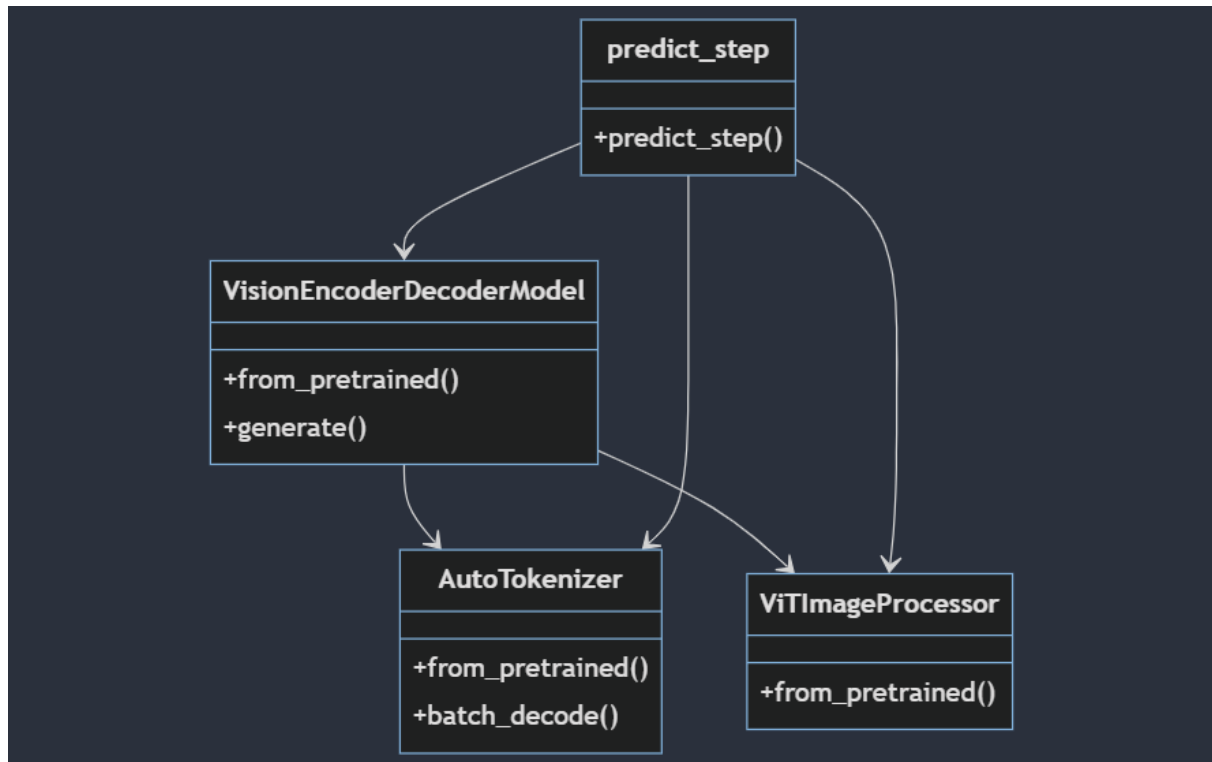 predict_step
+predict_step()
VisionEncoderDecoderModel
+from_pretrained()
+generate()
AutoTokenizer
+from_pretrained()
+batch_decode()
ViTImageProcessor
+from_pretrained()